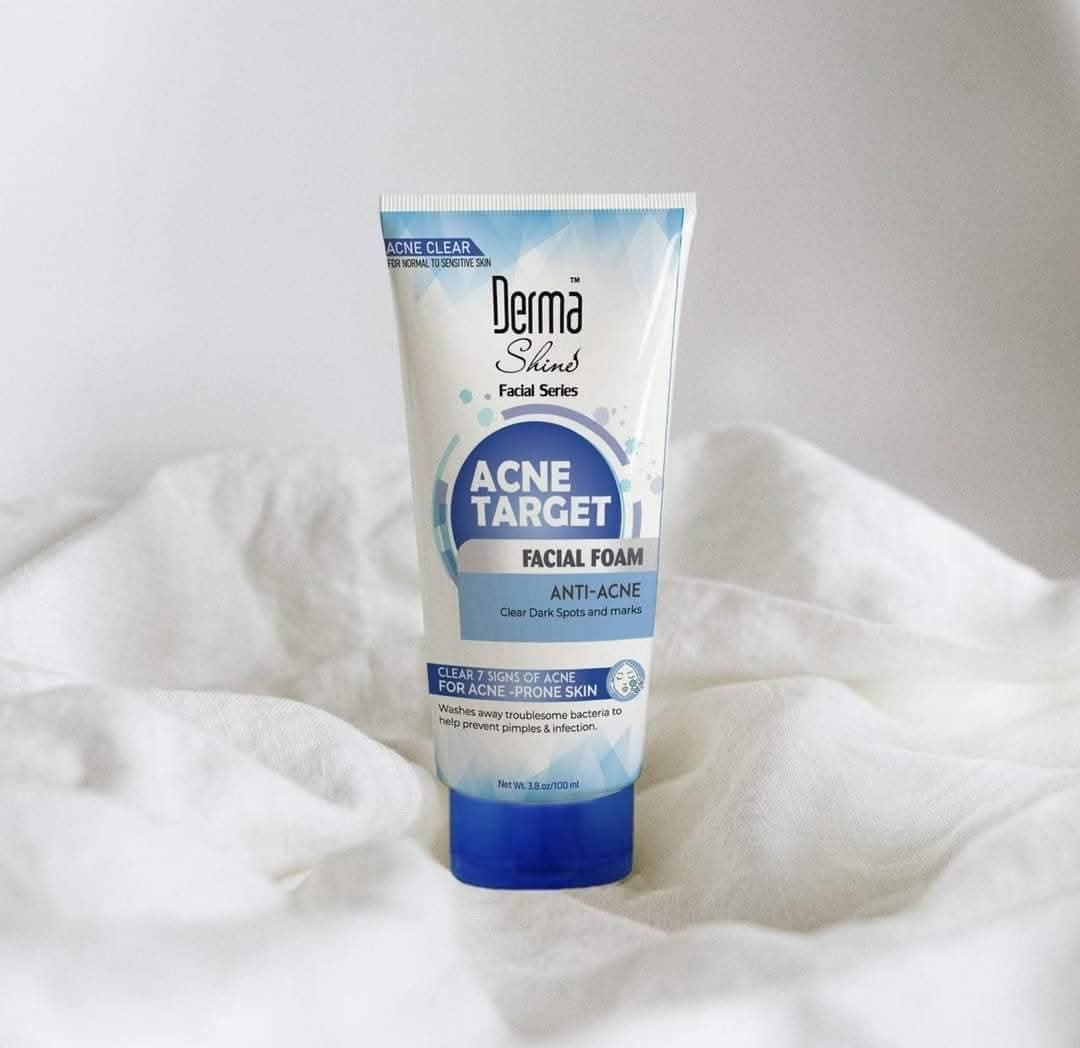 ACNE CLEAR
FOR NORMAL TO SENSITIVE SKIN
Derma™
Shine
Facial Series
ACNE
TARGET
FACIAL FOAM
ANTI-ACNE
Clear Dark Spots and marks
CLEAR 7 SIGNS OF ACNE
FOR ACNE -PRONE SKIN
Washes away troublesome bacteria to
help prevent pimples & infection.
Net Wt. 3.8.oz/100 ml